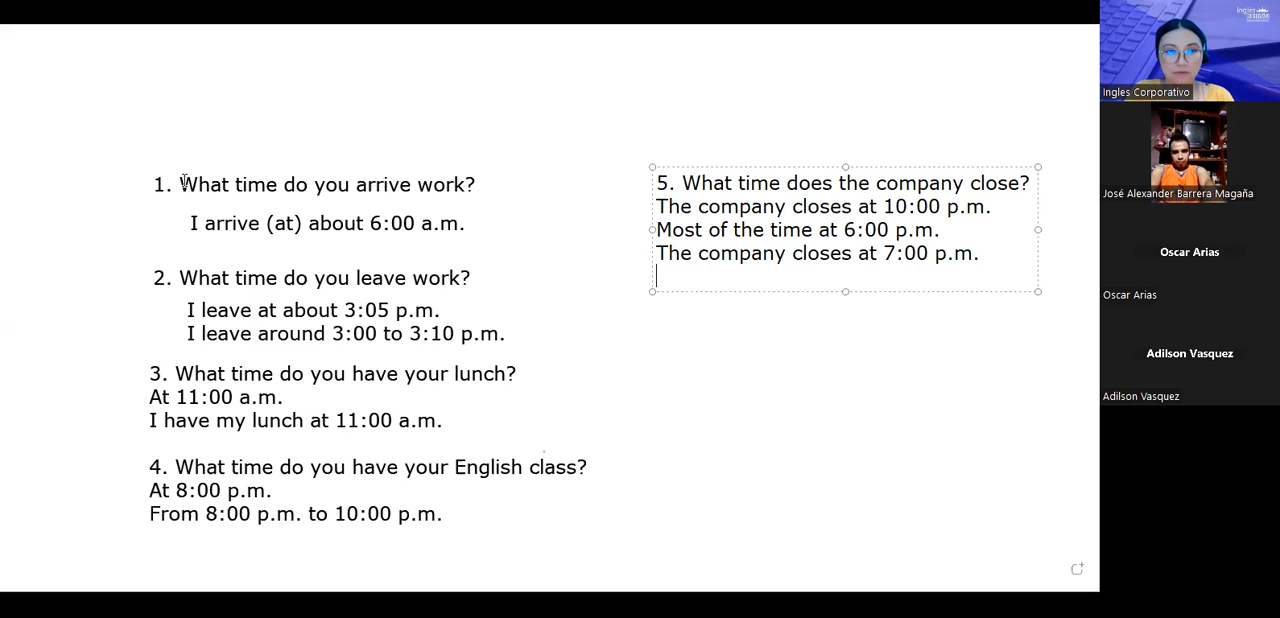 1. What time do you arrive work?
I arrive (at) about 6:00 a.m.
2. What time do you leave work?
I leave at about 3:05 p.m.
I leave around 3:00 to 3:10 p.m.
3. What time do you have your lunch?
At 11:00 a.m.
I have my lunch at 11:00 a.m.
4. What time do you have your English class?
At 8:00 p.m.
From 8:00 p.m. to 10:00 p.m.
5. What time does the company close?
The company closes at 10:00 p.m.
Most of the time at 6:00 p.m.
The company closes at 7:00 p.m.
Ingles
Ingles Corporativo
José Alexander Barrera Magaña
Oscar Arias
Oscar Arias
Adilson Vasquez
Adilson Vasquez